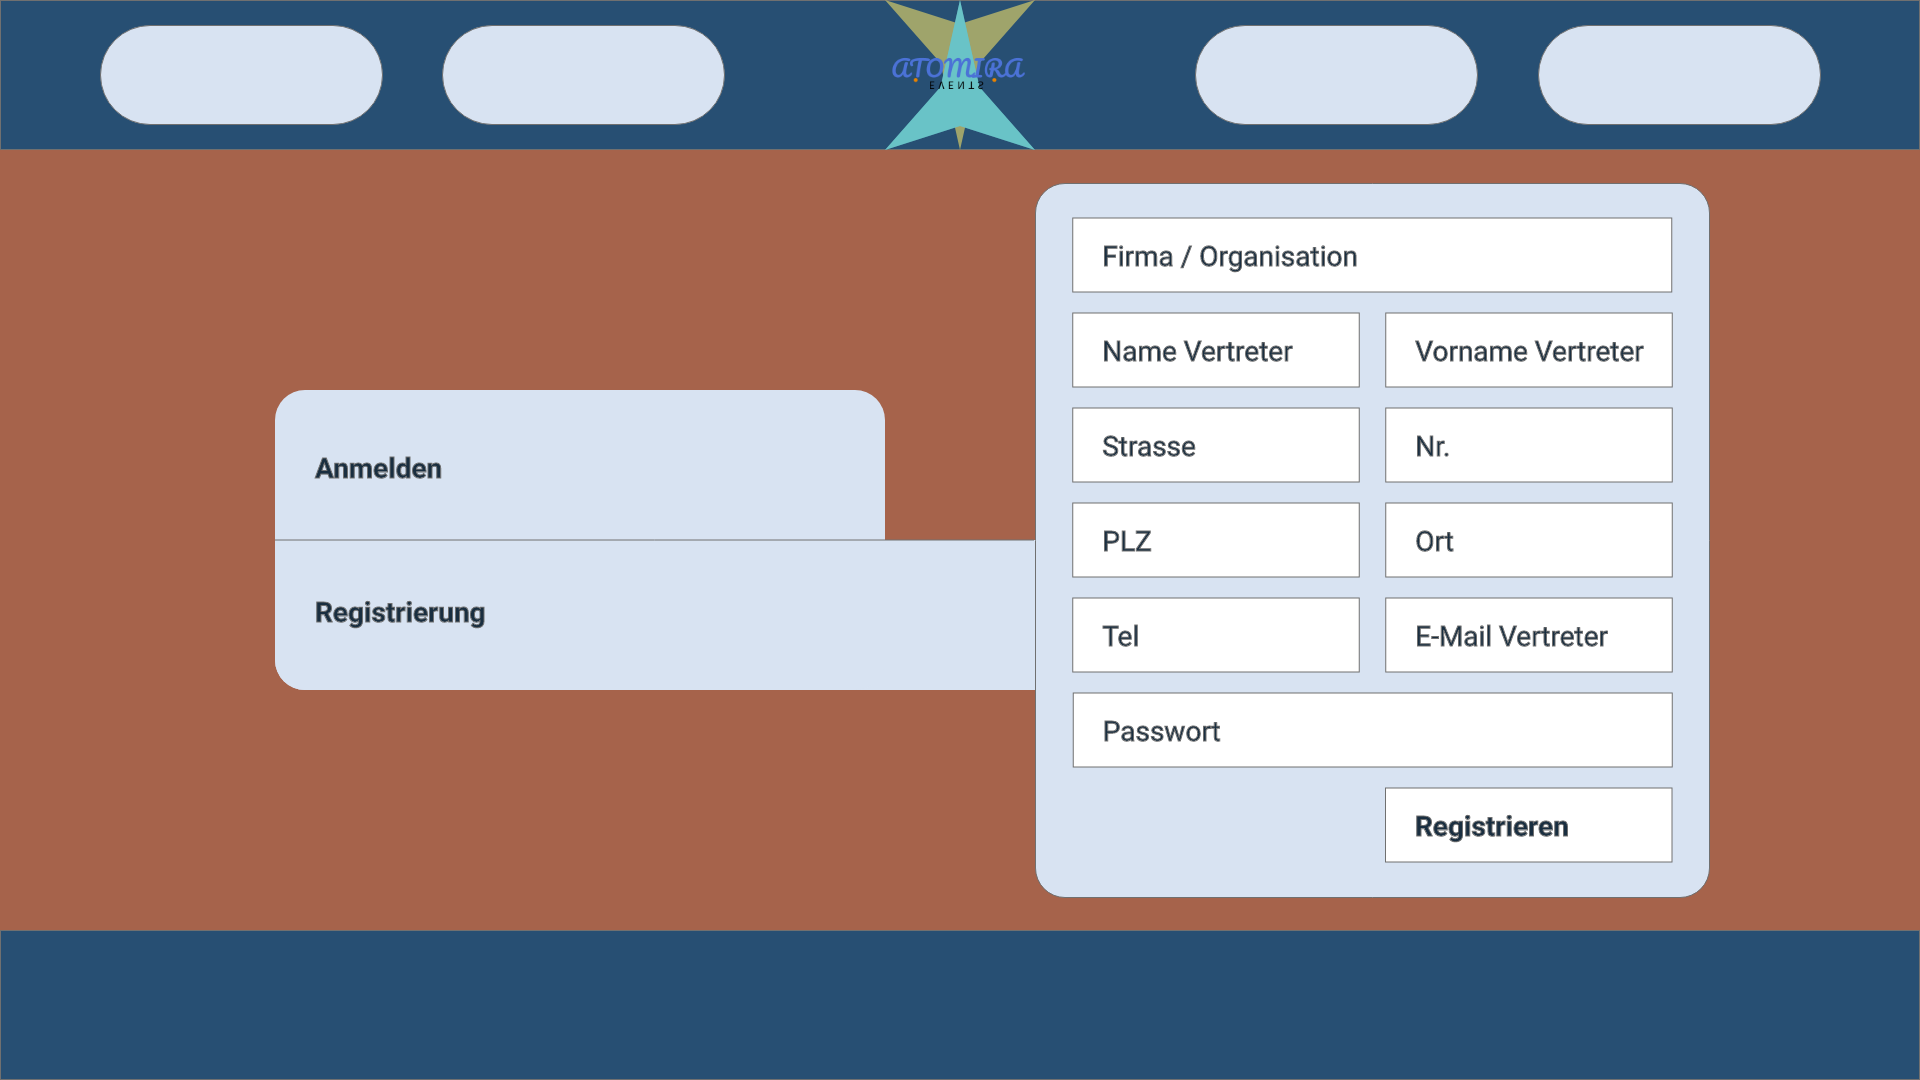 ATOMIRA
EVENTS
Firma / Organisation
Name Vertreter
Vorname Vertreter
Strasse
Nr.
PLZ
Ort
Tel
E-Mail Vertreter
Passwort
Registrieren
Anmelden
Registrierung